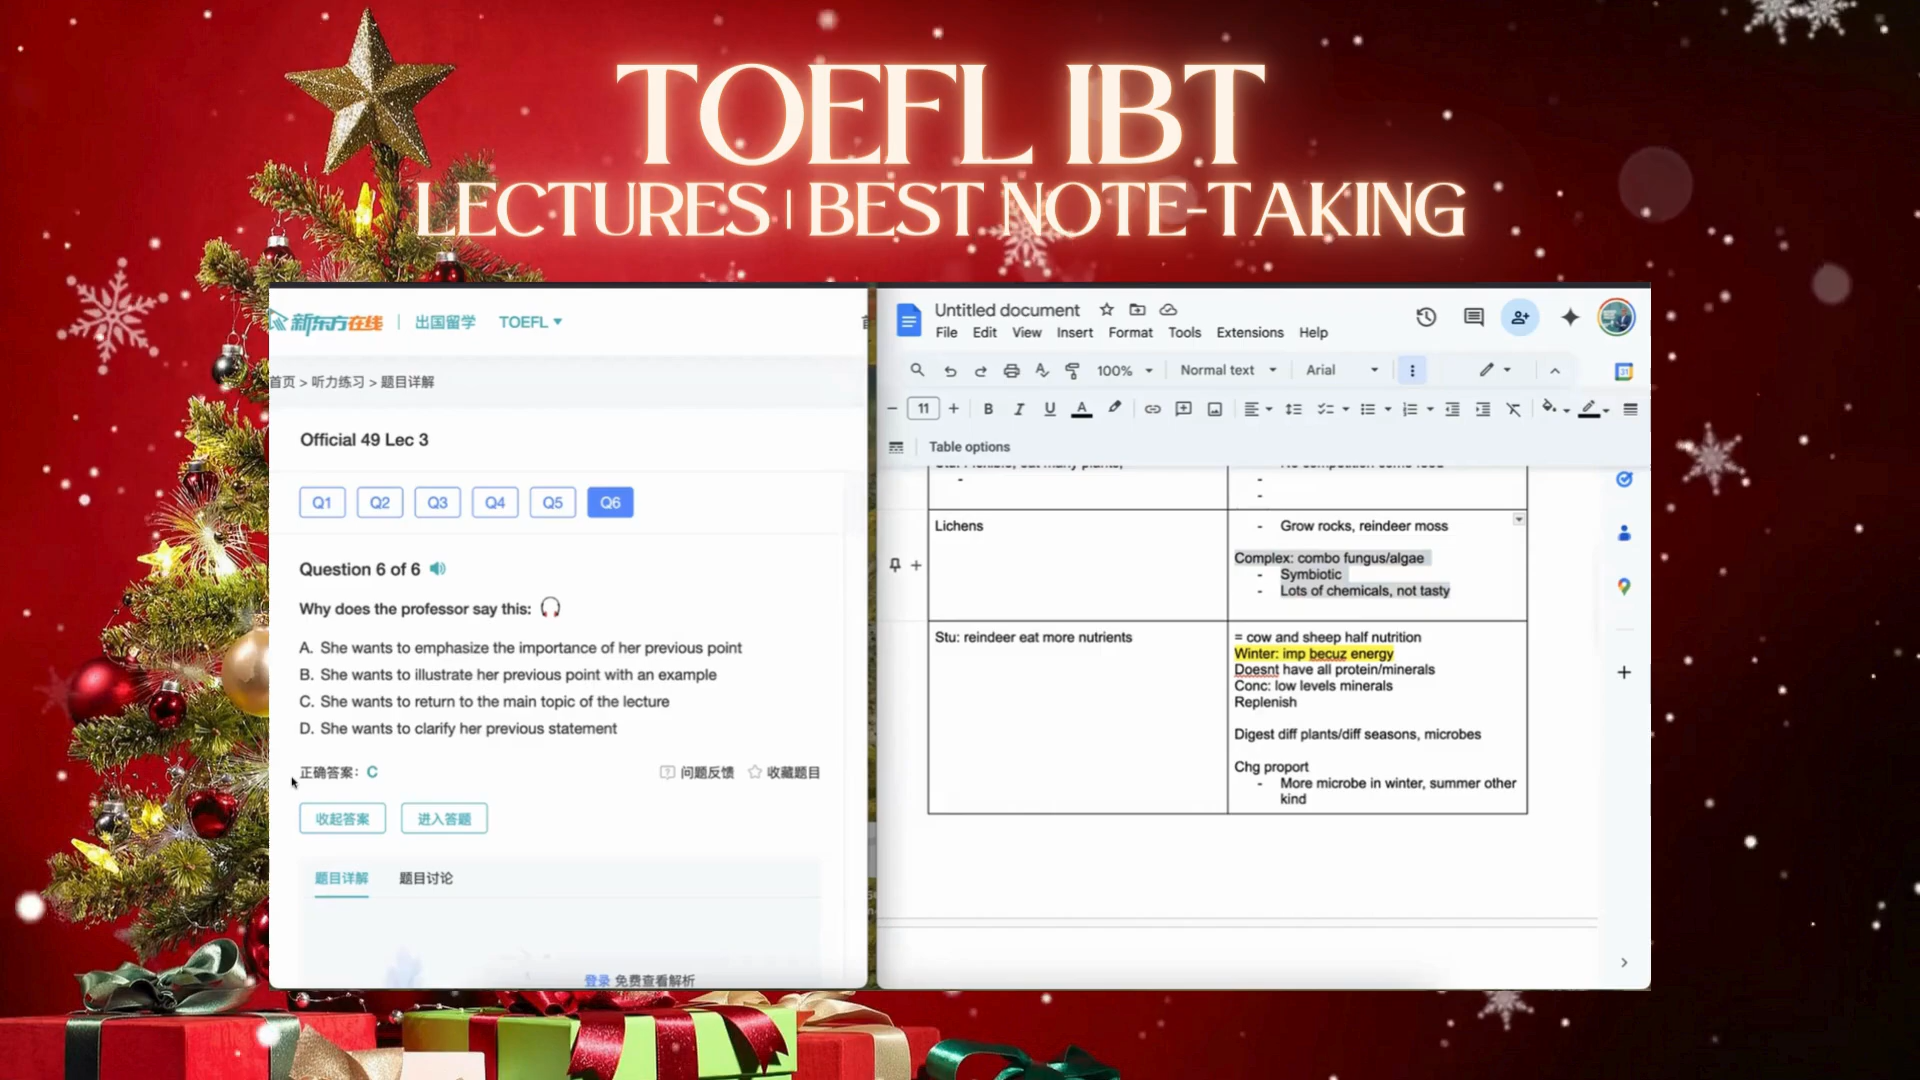 TOEFL IBT
LECTURES | BEST NOTE-TAKING
新东方在线 | 出国留学 TOEFL
首页 > 听力练习 > 题目详解
Official 49 Lec 3
Q1 Q2 Q3 Q4 Q5 Q6
Question 6 of 6
Why does the professor say this:
A. She wants to emphasize the importance of her previous point
B. She wants to illustrate her previous point with an example
C. She wants to return to the main topic of the lecture
D. She wants to clarify her previous statement
正确答案: C
问题反馈 收藏题目
收起答案 进入答题
题目详解 题目讨论
登录 免费查看解析
Untitled document
File Edit View Insert Format Tools Extensions Help
100% Normal text Arial
11
Table options
Lichens
- Grow rocks, reindeer moss
Complex: combo fungus/algae
- Symbiotic
- Lots of chemicals, not tasty
Stu: reindeer eat more nutrients
= cow and sheep half nutrition
Winter: imp becuz energy
Doesnt have all protein/minerals
Conc: low levels minerals
Replenish
Digest diff plants/diff seasons, microbes
Chg proport
- More microbe in winter, summer other
kind